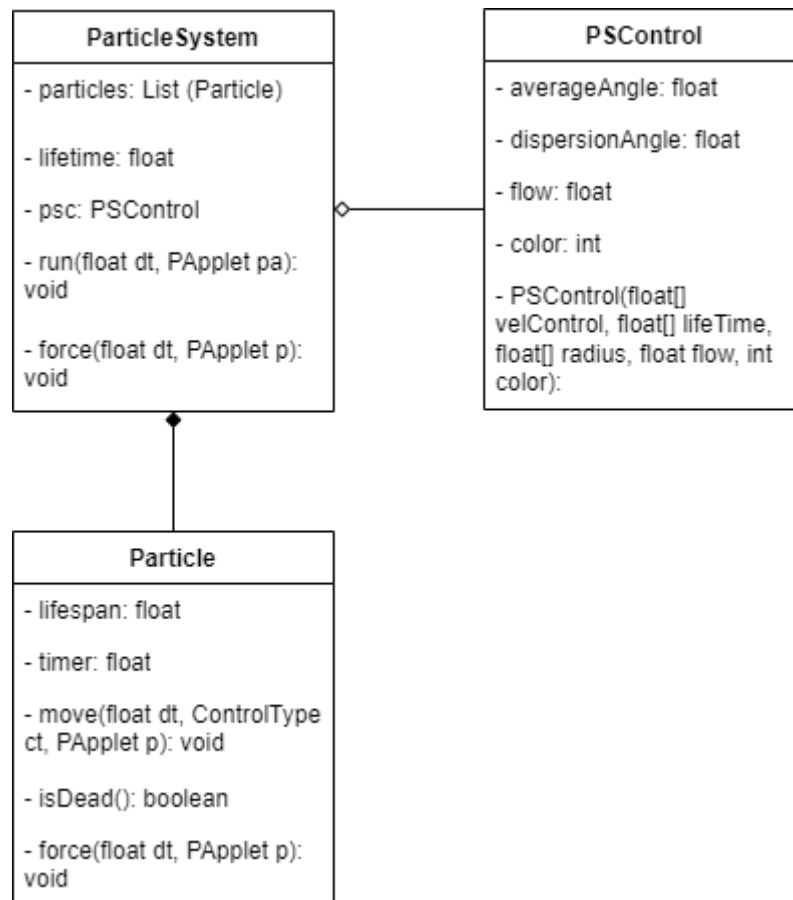 ParticleSystem
- particles: List (Particle)
- lifetime: float
- psc: PSControl
- run(float dt, PApplet pa):
void
- force(float dt, PApplet p):
void
PSControl
- averageAngle: float
- dispersionAngle: float
- flow: float
- color: int
- PSControl(float[]
velControl, float[] lifeTime,
float[] radius, float flow, int
color):
Particle
- lifespan: float
- timer: float
- move(float dt, ControlType
ct, PApplet p): void
- isDead(): boolean
- force(float dt, PApplet p):
void